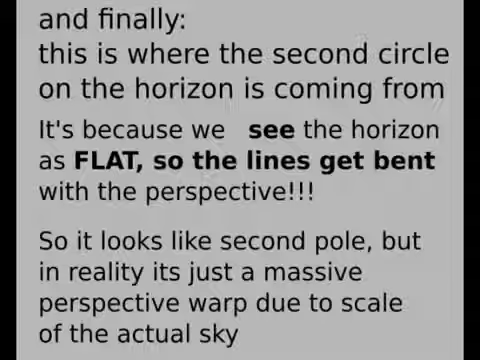 and finally:
this is where the second circle
on the horizon is coming from
It's because we see the horizon
as FLAT, so the lines get bent
with the perspective!!!
So it looks like second pole, but
in reality its just a massive
perspective warp due to scale
of the actual sky